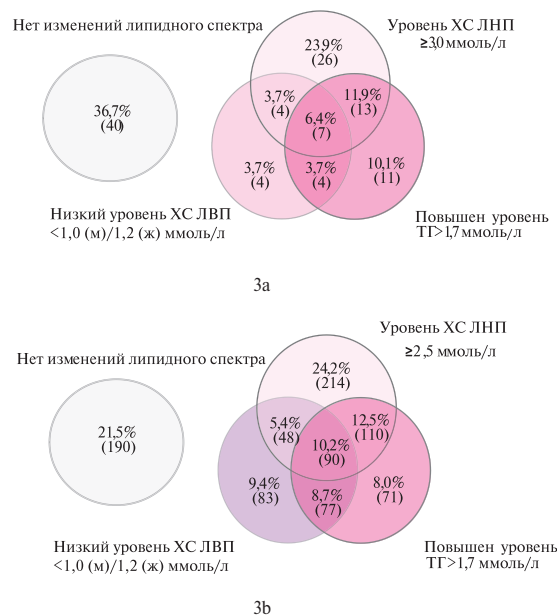 Нет изменений липидного спектра
Уровень ХС ЛНП
≥3,0 ммоль/л
23,9%
(26)
36,7%
(40)
3,7%
(4)
11,9%
(13)
6,4%
(7)
3,7%
(4)
3,7%
(4)
10,1%
(11)
Низкий уровень ХС ЛВП
<1,0 (м)/1,2 (ж) ммоль/л
Повышен уровень
ТГ>1,7 ммоль/л
3a
Уровень ХС ЛНП
≥2,5 ммоль/л
Нет изменений липидного спектра
24,2%
(214)
21,5%
(190)
5,4%
(48)
12,5%
(110)
10,2%
(90)
9,4%
(83)
8,7%
(77)
8,0%
(71)
Низкий уровень ХС ЛВП
<1,0 (м)/1,2 (ж) ммоль/л
Повышен уровень
ТГ>1,7 ммоль/л
3b